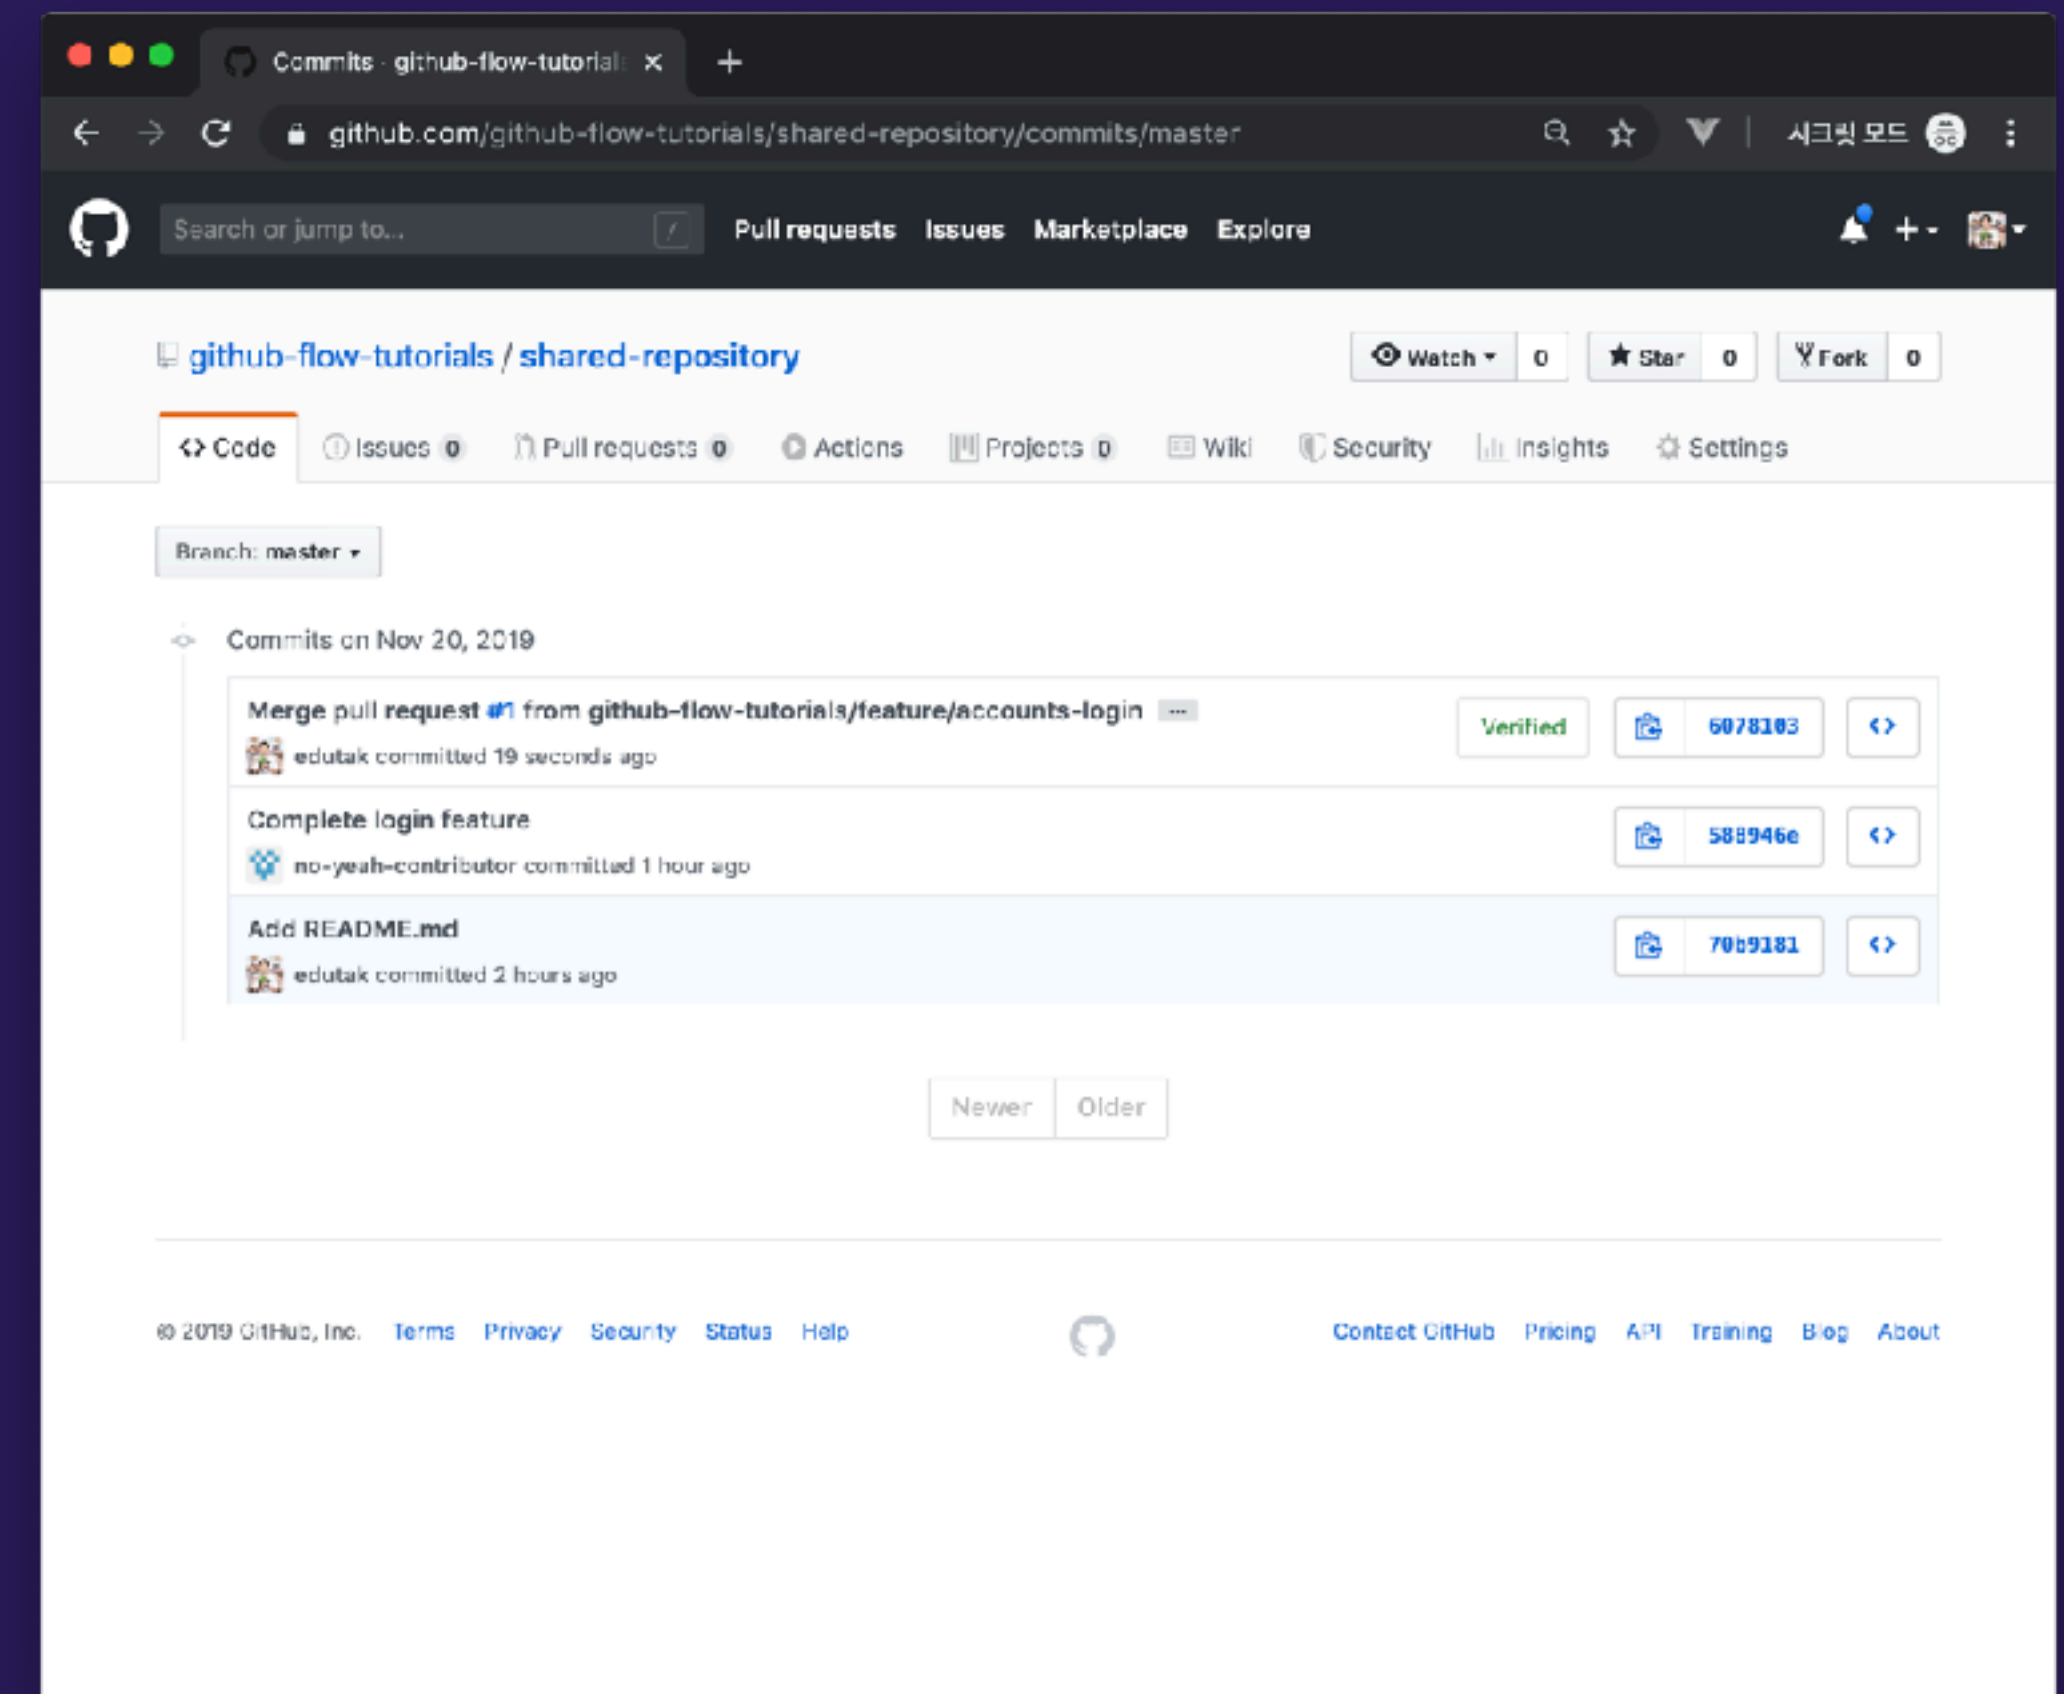 Commits · github-flow-tutorial
github.com/github-flow-tutorials/shared-repository/commits/master 시크릿 모드
Search or jump to... / Pull requests Issues Marketplace Explore
github-flow-tutorials / shared-repository Watch 0 Star 0 Fork 0
Code Issues 0 Pull requests 0 Actions Projects 0 Wiki Security Insights Settings
Branch: master
Commits on Nov 20, 2019
Merge pull request #1 from github-flow-tutorials/feature/accounts-login ... Verified 6078103
edutak committed 19 seconds ago
Complete login feature 588946e
no-yeah-contributor committed 1 hour ago
Add README.md 70b9181
edutak committed 2 hours ago
Newer Older
© 2019 GitHub, Inc. Terms Privacy Security Status Help Contact GitHub Pricing API Training Blog About